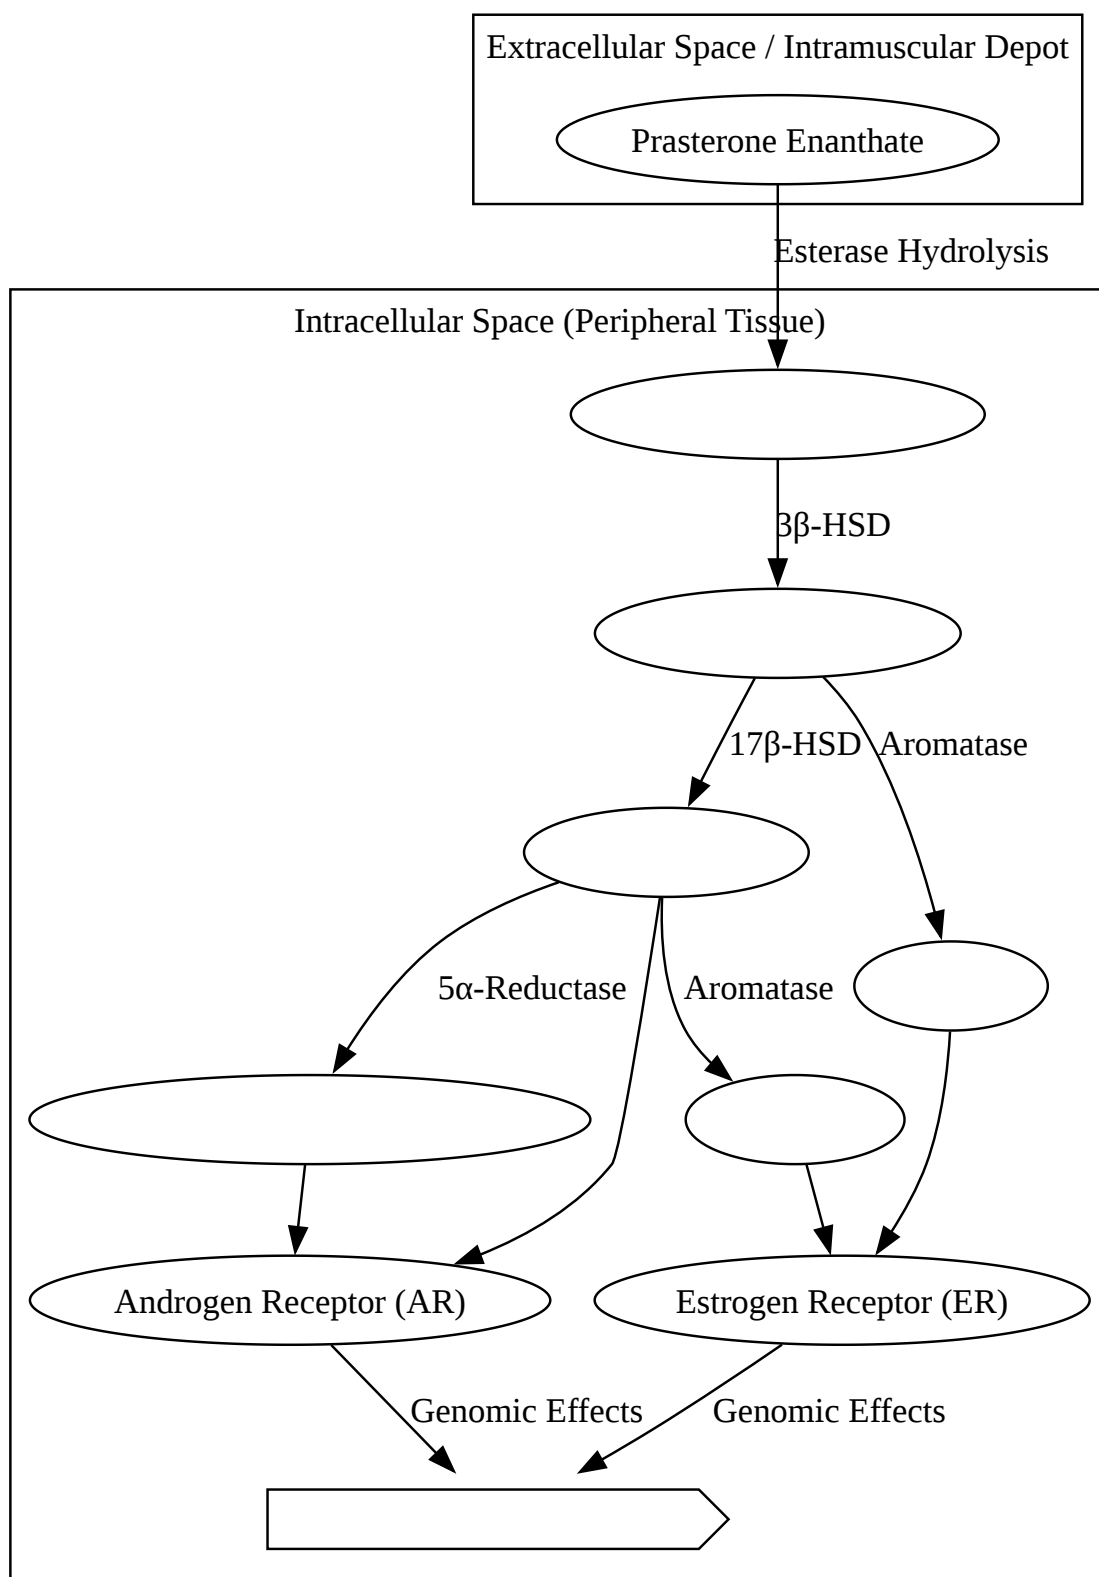 Extracellular Space / Intramuscular Depot
Prasterone Enanthate
Esterase Hydrolysis
Intracellular Space (Peripheral Tissue)
3β-HSD
17β-HSD
Aromatase
5α-Reductase
Aromatase
Androgen Receptor (AR)
Estrogen Receptor (ER)
Genomic Effects
Genomic Effects